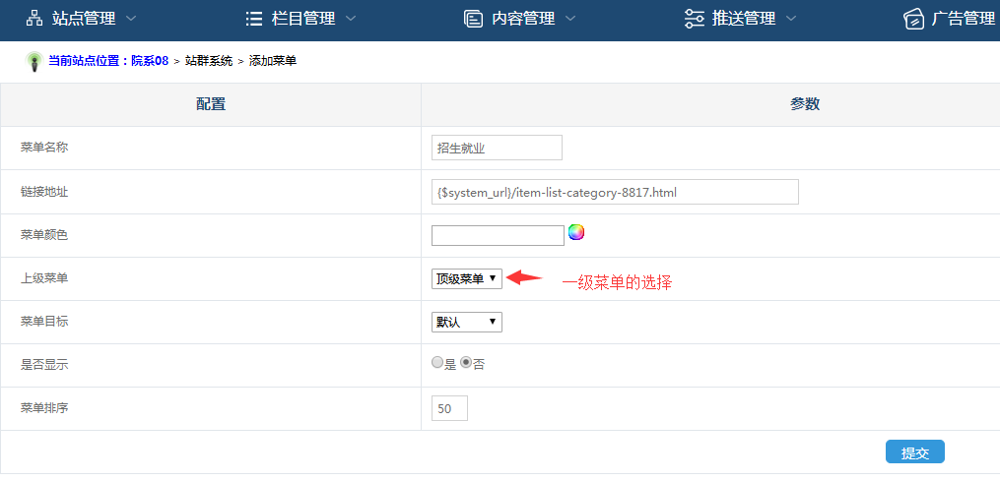 站点管理 栏目管理 内容管理 推送管理 广告管理
当前站点位置：院系08 > 站群系统 > 添加菜单
配置 参数
菜单名称 招生就业
链接地址 {$system_url}/item-list-category-8817.html
菜单颜色
上级菜单 顶级菜单 一级菜单的选择
菜单目标 默认
是否显示 是 否
菜单排序 50
提交